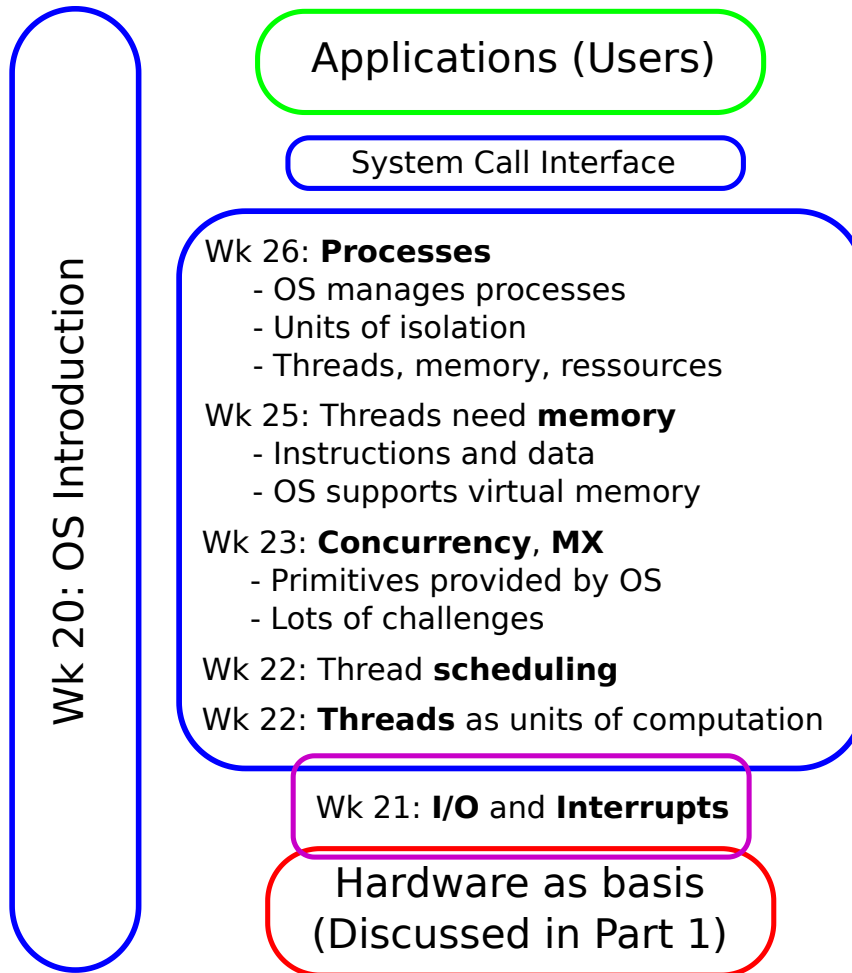 Wk 20: OS Introduction
Applications (Users)
System Call Interface
Wk 26: Processes
- OS manages processes
- Units of isolation
- Threads, memory, ressources
Wk 25: Threads need memory
- Instructions and data
- OS supports virtual memory
Wk 23: Concurrency, MX
- Primitives provided by OS
- Lots of challenges
Wk 22: Thread scheduling
Wk 22: Threads as units of computation
Wk 21: I/O and Interrupts
Hardware as basis
(Discussed in Part 1)